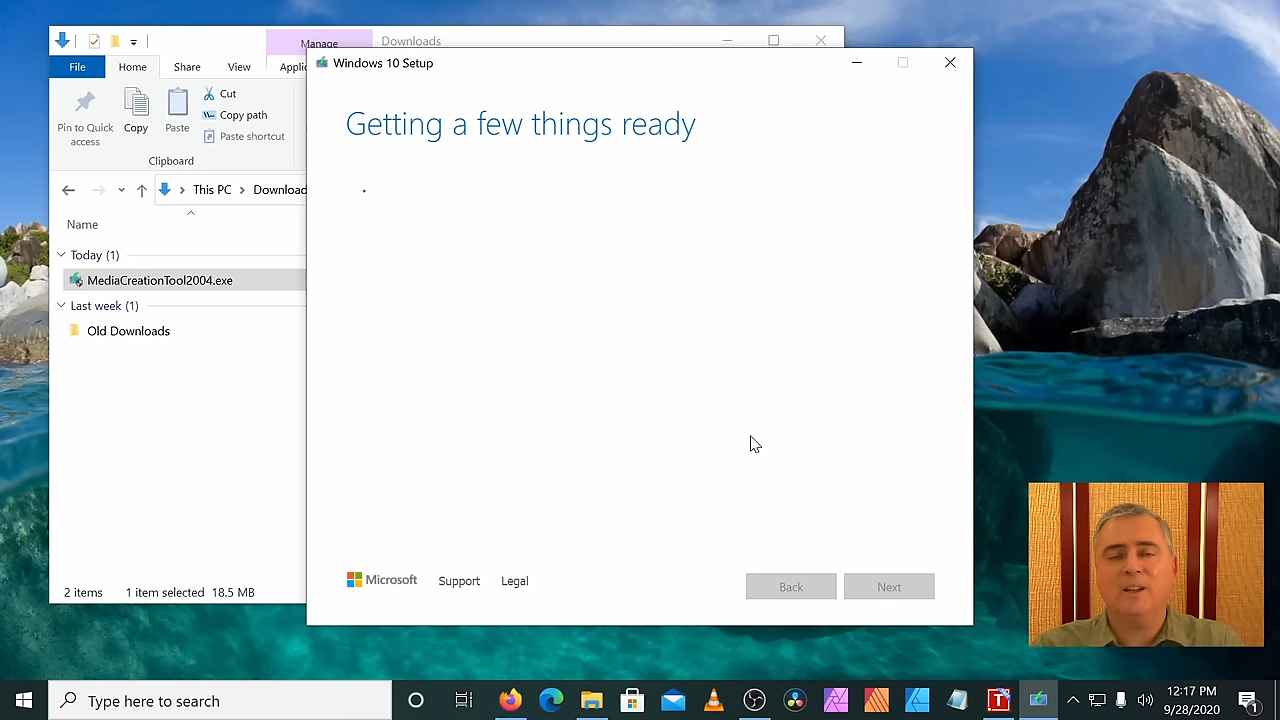 Manage
Downloads
File
Home
Share
View
Appli
Pin to Quick
access
Copy
Paste
Cut
Copy path
Paste shortcut
Clipboard
This PC
Download
Name
Today (1)
MediaCreationTool2004.exe
Last week (1)
Old Downloads
2 items
1 item selected 18.5 MB
Windows 10 Setup
Getting a few things ready
Microsoft
Support
Legal
Back
Next
Type here to search
12:17 PM
9/28/2020
1